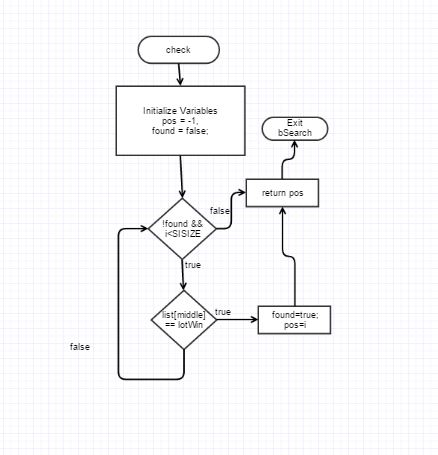 check
Initialize Variables
pos = -1,
found = false;
Exit
bSearch
return pos
false
!found &&
i<SISIZE
true
list[middle]
== lotWin
true
found=true;
pos=i
false